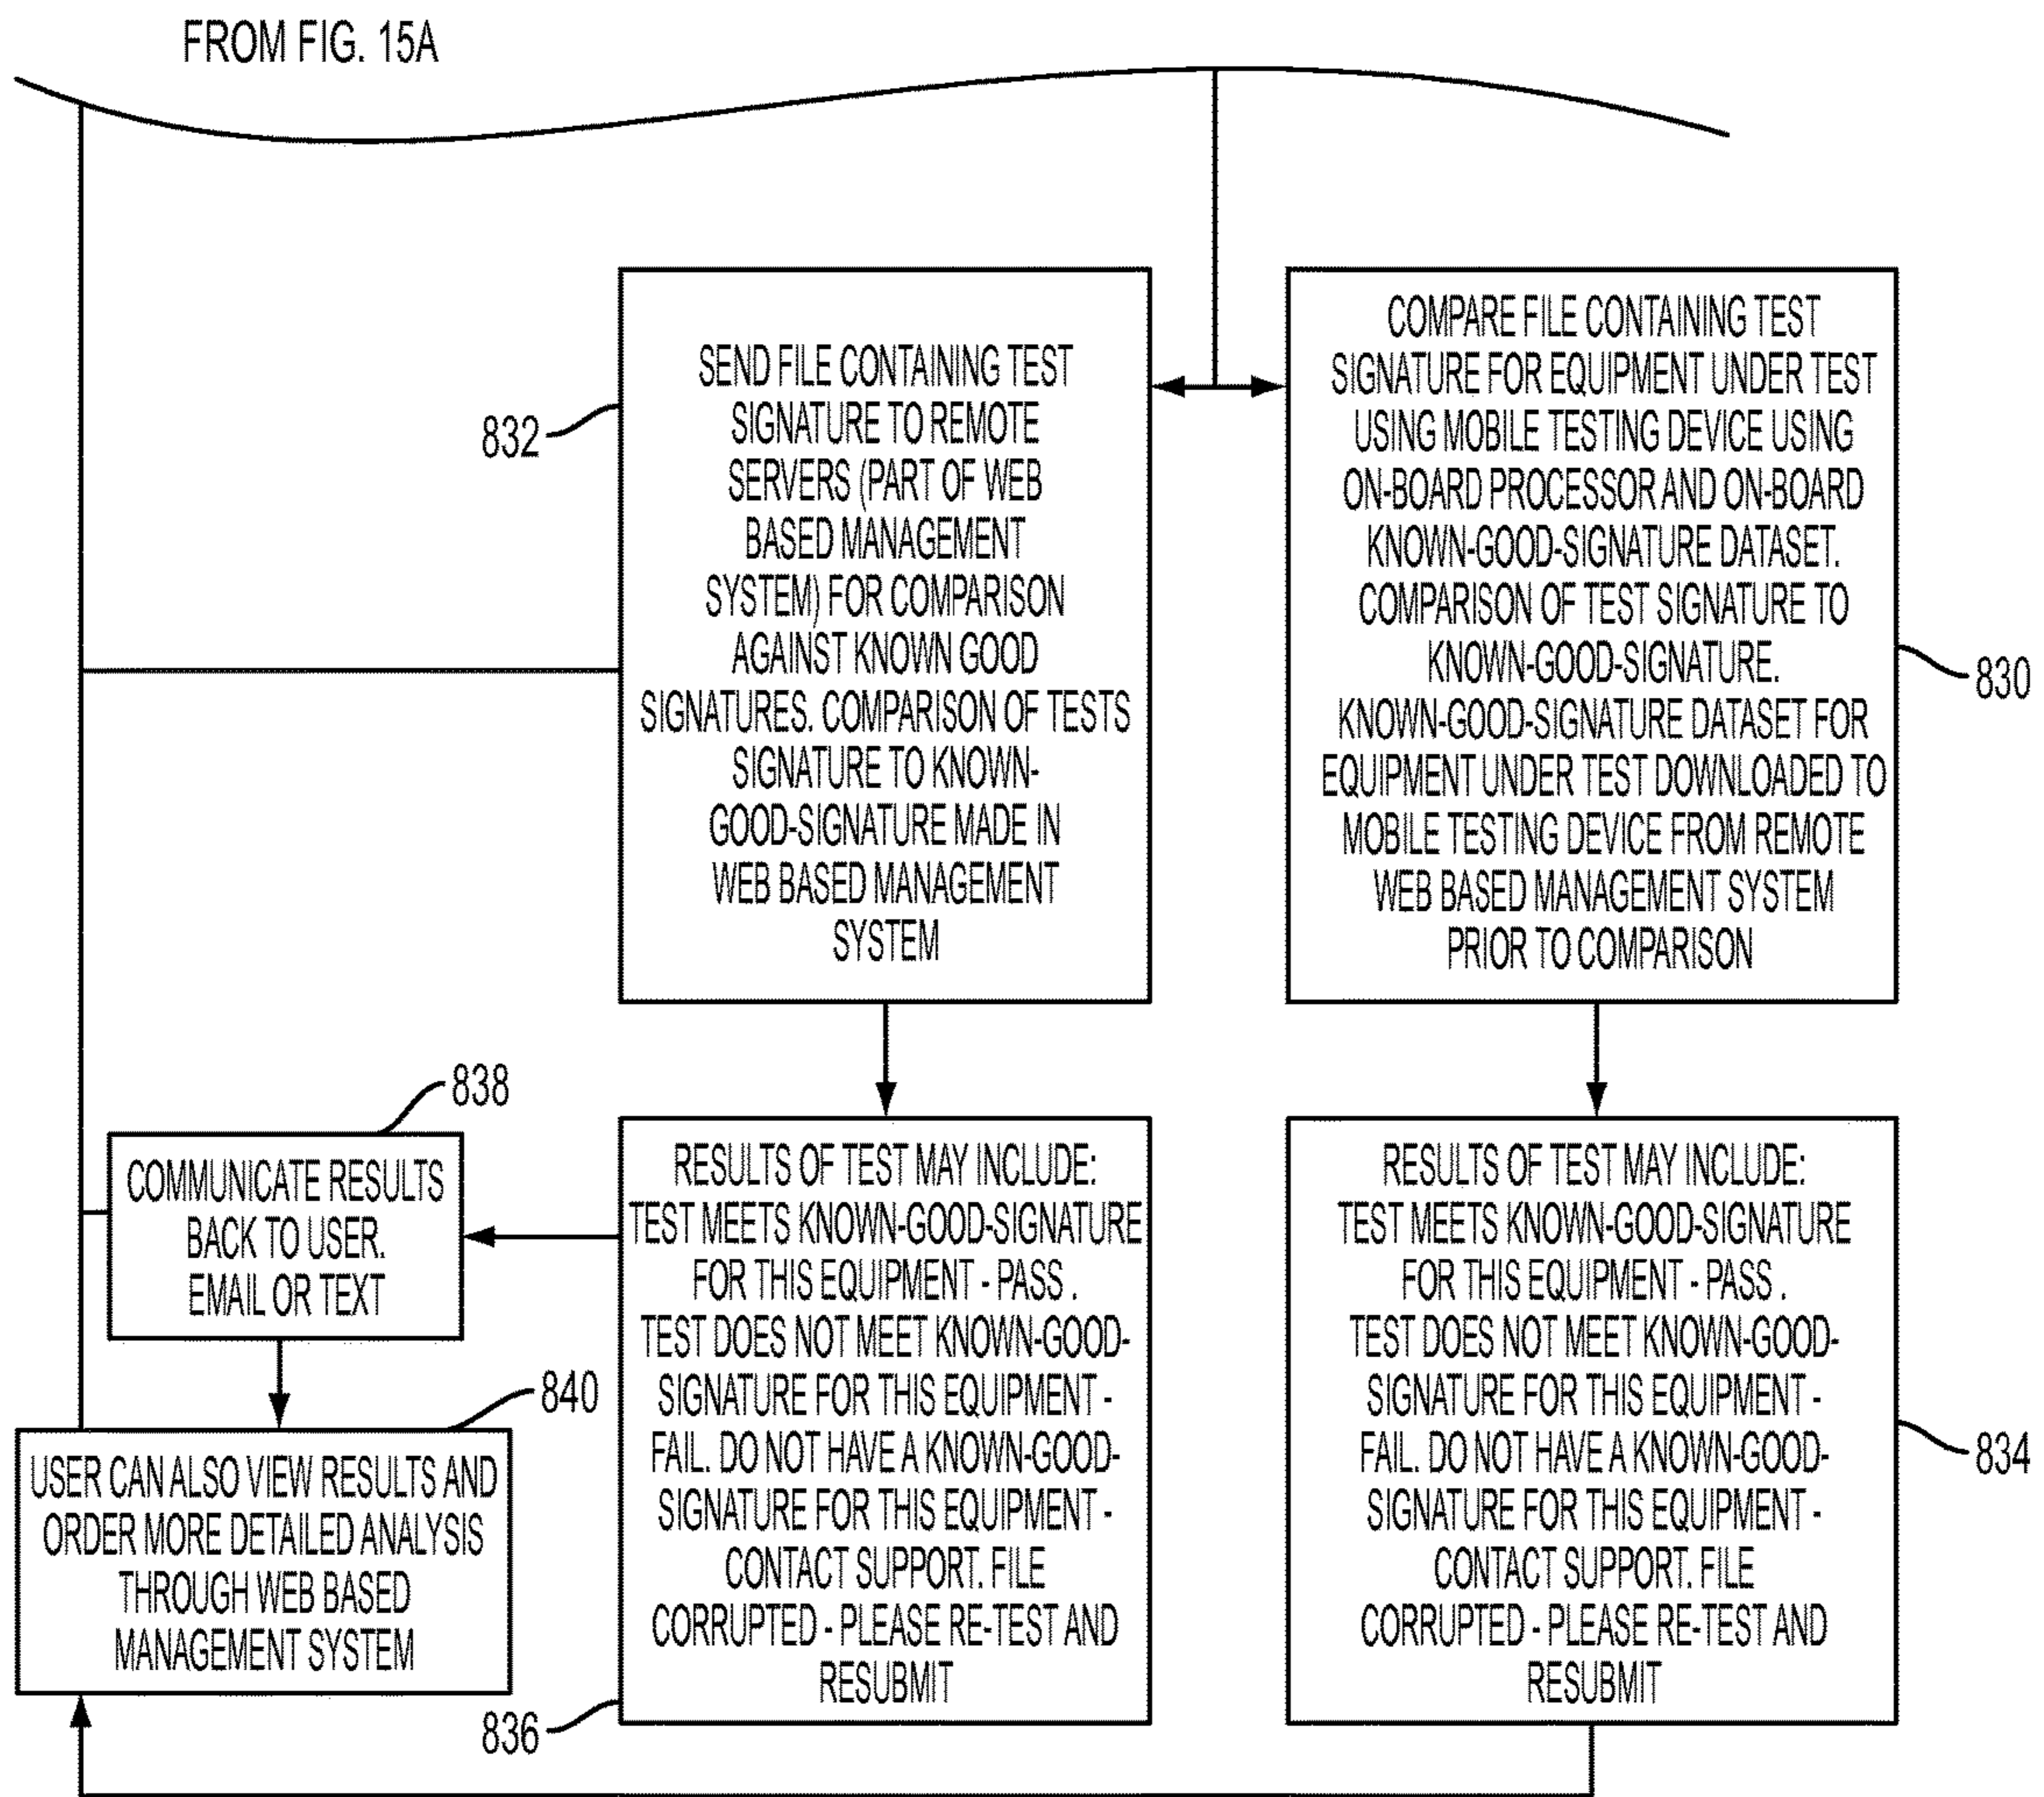 FROM FIG. 15A
832
SEND FILE CONTAINING TEST
SIGNATURE TO REMOTE
SERVERS (PART OF WEB
BASED MANAGEMENT
SYSTEM) FOR COMPARISON
AGAINST KNOWN GOOD
SIGNATURES. COMPARISON OF TESTS
SIGNATURE TO KNOWN-
GOOD-SIGNATURE MADE IN
WEB BASED MANAGEMENT
SYSTEM
COMPARE FILE CONTAINING TEST
SIGNATURE FOR EQUIPMENT UNDER TEST
USING MOBILE TESTING DEVICE USING
ON-BOARD PROCESSOR AND ON-BOARD
KNOWN-GOOD-SIGNATURE DATASET.
COMPARISON OF TEST SIGNATURE TO
KNOWN-GOOD-SIGNATURE.
KNOWN-GOOD-SIGNATURE DATASET FOR
EQUIPMENT UNDER TEST DOWNLOADED TO
MOBILE TESTING DEVICE FROM REMOTE
WEB BASED MANAGEMENT SYSTEM
PRIOR TO COMPARISON
830
838
COMMUNICATE RESULTS
BACK TO USER.
EMAIL OR TEXT
840
USER CAN ALSO VIEW RESULTS AND
ORDER MORE DETAILED ANALYSIS
THROUGH WEB BASED
MANAGEMENT SYSTEM
RESULTS OF TEST MAY INCLUDE:
TEST MEETS KNOWN-GOOD-SIGNATURE
FOR THIS EQUIPMENT - PASS .
TEST DOES NOT MEET KNOWN-GOOD-
SIGNATURE FOR THIS EQUIPMENT -
FAIL. DO NOT HAVE A KNOWN-GOOD-
SIGNATURE FOR THIS EQUIPMENT -
CONTACT SUPPORT. FILE
CORRUPTED - PLEASE RE-TEST AND
RESUBMIT
836
RESULTS OF TEST MAY INCLUDE:
TEST MEETS KNOWN-GOOD-SIGNATURE
FOR THIS EQUIPMENT - PASS .
TEST DOES NOT MEET KNOWN-GOOD-
SIGNATURE FOR THIS EQUIPMENT -
FAIL. DO NOT HAVE A KNOWN-GOOD-
SIGNATURE FOR THIS EQUIPMENT -
CONTACT SUPPORT. FILE
CORRUPTED - PLEASE RE-TEST AND
RESUBMIT
834